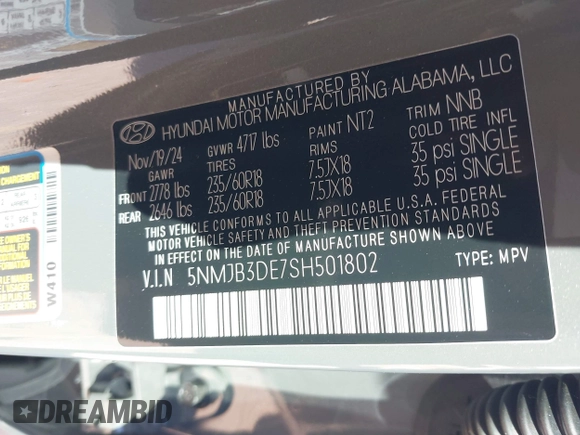 MANUFACTURED BY
HYUNDAI MOTOR MANUFACTURING ALABAMA, LLC
Nov/19/24 GVWR 4717 lbs PAINT NT2 TRIM NNB
GAWR TIRES RIMS COLD TIRE INFL
FRONT 2778 lbs 235/60R18 7.5JX18 35 psi SINGLE
REAR 2646 lbs 235/60R18 7.5JX18 35 psi SINGLE
THIS VEHICLE CONFORMS TO ALL APPLICABLE U.S.A. FEDERAL
MOTOR VEHICLE SAFETY, BUMPER, AND THEFT PREVENTION STANDARDS
IN EFFECT ON THE DATE OF MANUFACTURE SHOWN ABOVE.
V.I.N 5NMJB3DE7SH501802 TYPE: MPV
W410
DREAMBID